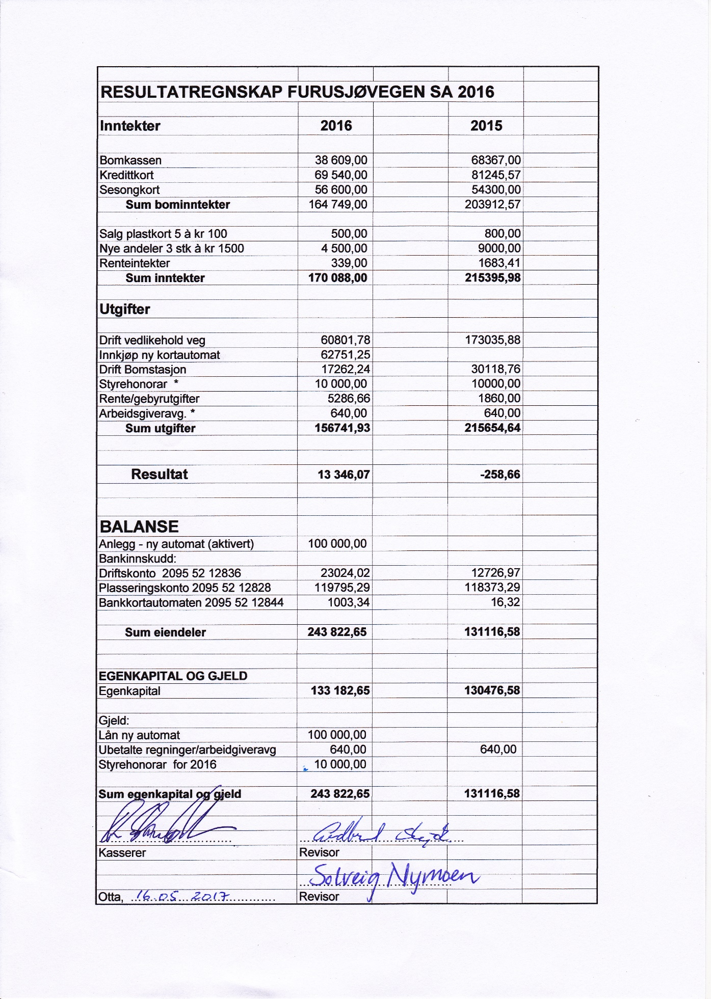 RESULTATREGNSKAP FURUSJØVEGEN SA 2016
Inntekter 2016 2015
Bomkassen 38 609,00 68367,00
Kredittkort 69 540,00 81245,57
Sesongkort 56 600,00 54300,00
Sum bominntekter 164 749,00 203912,57
Salg plastkort 5 à kr 100 500,00 800,00
Nye andeler 3 stk à kr 1500 4 500,00 9000,00
Renteintekter 339,00 1683,41
Sum inntekter 170 088,00 215395,98
Utgifter
Drift vedlikehold veg 60801,78 173035,88
Innkjøp ny kortautomat 62751,25
Drift Bomstasjon 17262,24 30118,76
Styrehonorar * 10 000,00 10000,00
Rente/gebyrutgifter 5286,66 1860,00
Arbeidsgiveravg. * 640,00 640,00
Sum utgifter 156741,93 215654,64
Resultat 13 346,07 -258,66
BALANSE
Anlegg - ny automat (aktivert) 100 000,00
Bankinnskudd:
Driftskonto 2095 52 12836 23024,02 12726,97
Plasseringskonto 2095 52 12828 119795,29 118373,29
Bankkortautomaten 2095 52 12844 1003,34 16,32
Sum eiendeler 243 822,65 131116,58
EGENKAPITAL OG GJELD
Egenkapital 133 182,65 130476,58
Gjeld:
Lån ny automat 100 000,00
Ubetalte regninger/arbeidgiveravg 640,00 640,00
Styrehonorar for 2016 10 000,00
Sum egenkapital og gjeld 243 822,65 131116,58
Kasserer Revisor
Solveig Nymoen
Otta, 16.05 2017 Revisor